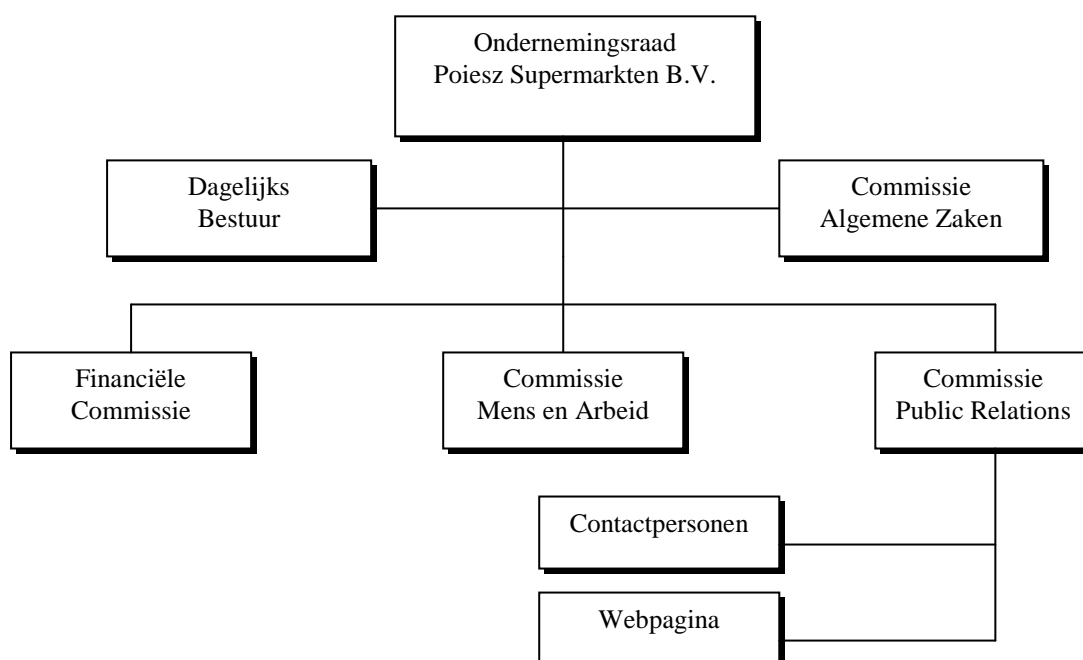 Ondernemingsraad
Poiesz Supermarkten B.V.
Dagelijks
Bestuur
Commissie
Algemene Zaken
Financiële
Commissie
Commissie
Mens en Arbeid
Commissie
Public Relations
Contactpersonen
Webpagina